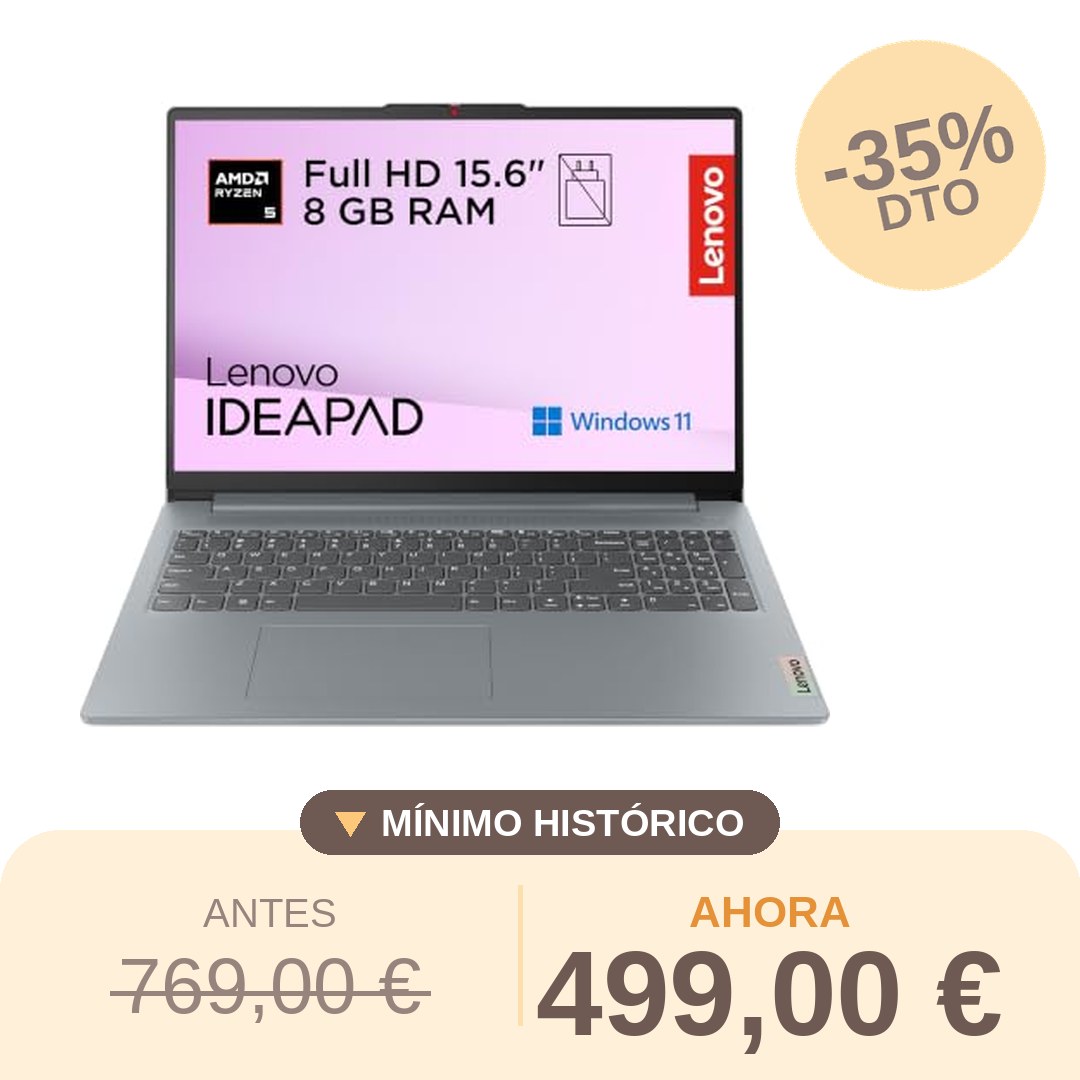 -35%
DTO
AMD
RYZEN
5
Full HD 15.6"
8 GB RAM
Lenovo
Lenovo
IDEAPAD
Windows 11
Lenovo
MÍNIMO HISTÓRICO
ANTES
769,00 €
AHORA
499,00 €